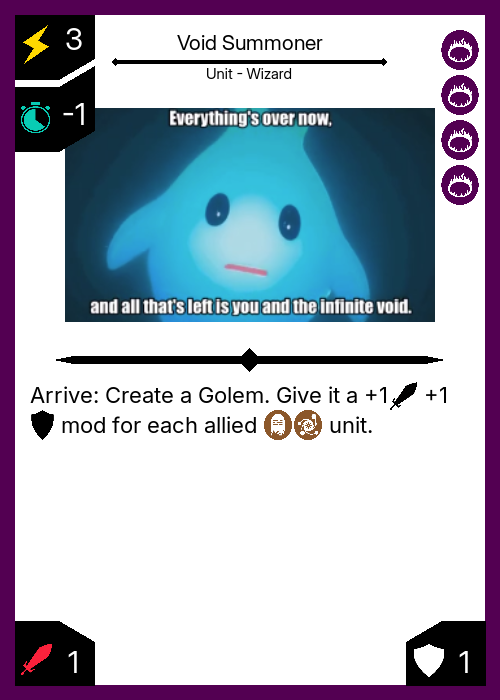 3
Void Summoner
Unit - Wizard
-1
Everything's over now,
and all that's left is you and the infinite void.
Arrive: Create a Golem. Give it a +1 +1
mod for each allied unit.
1
1